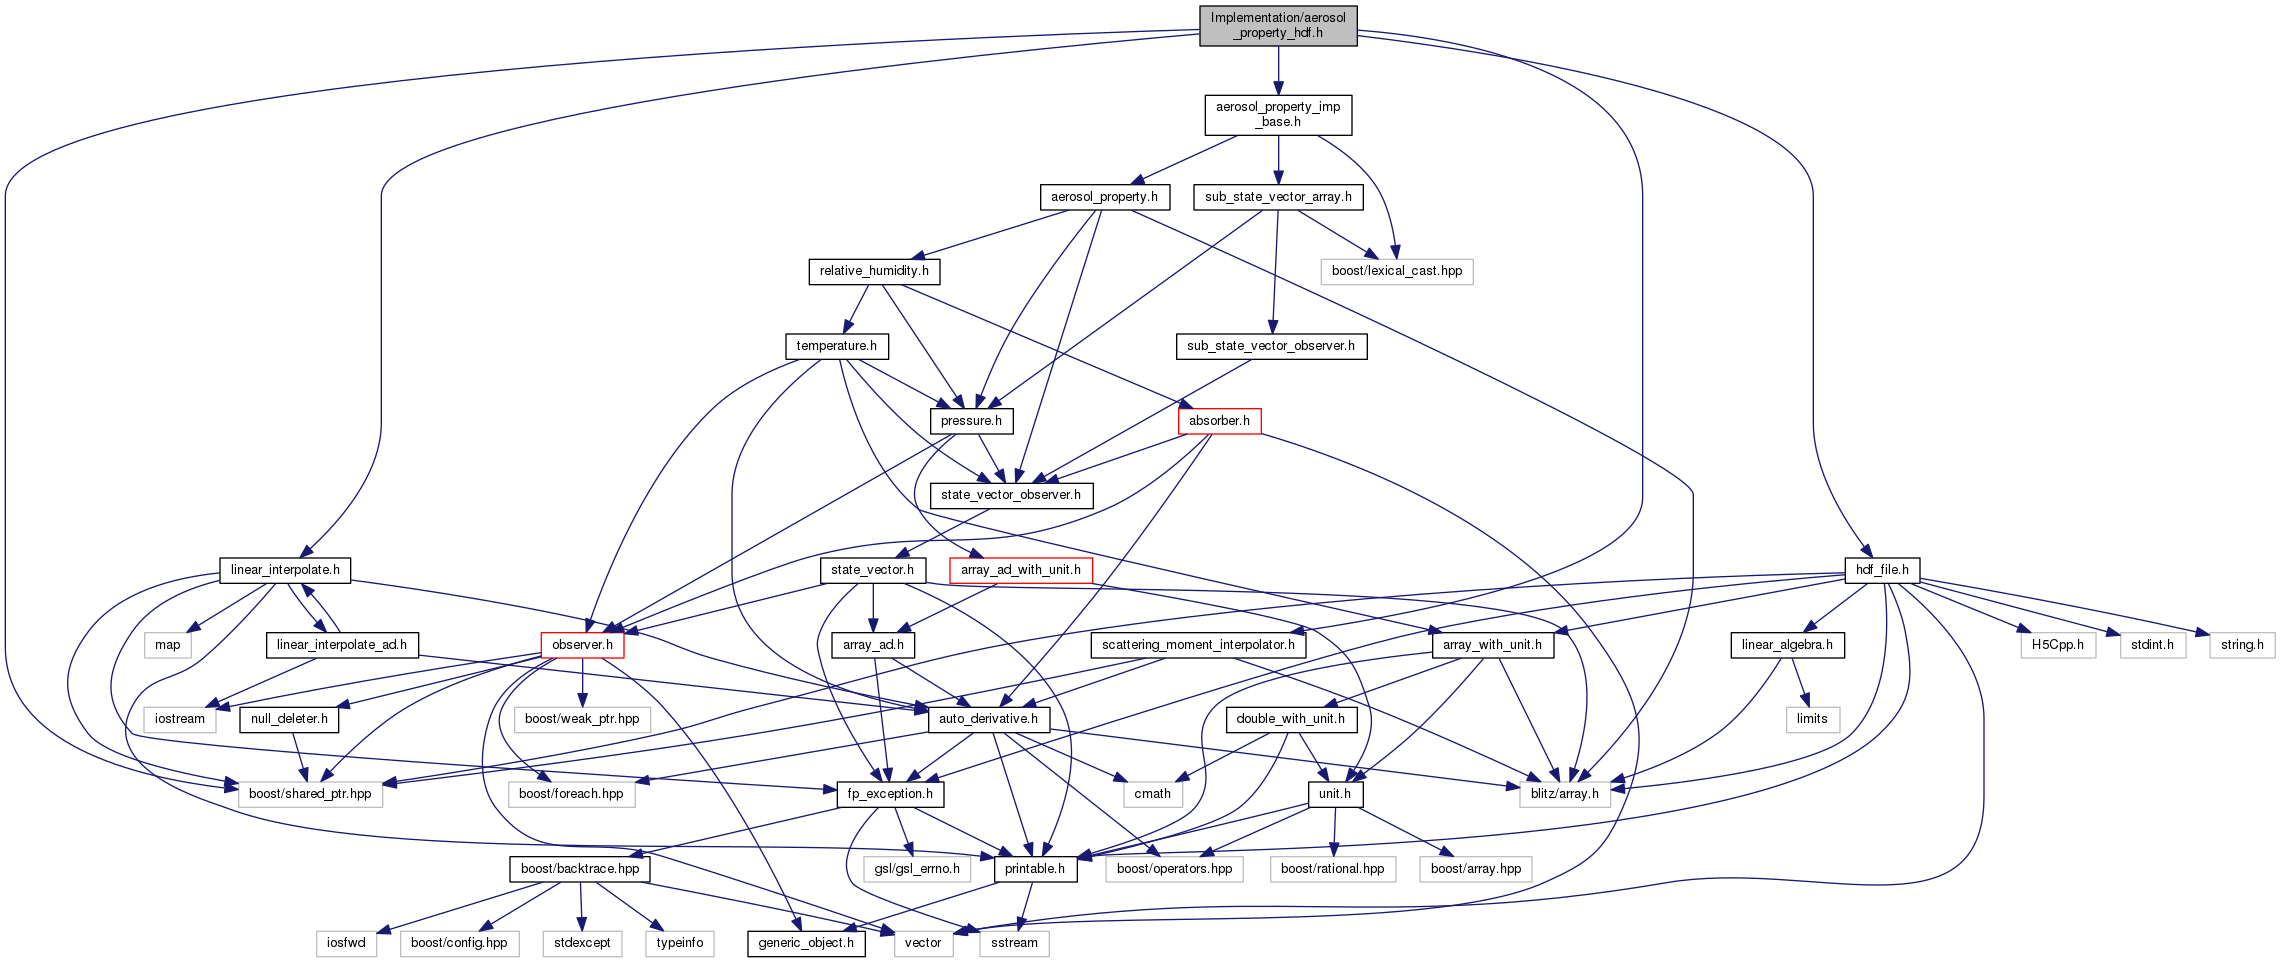 Implementation/aerosol
_property_hdf.h
aerosol_property_imp
_base.h
aerosol_property.h
sub_state_vector_array.h
relative_humidity.h
boost/lexical_cast.hpp
temperature.h
sub_state_vector_observer.h
pressure.h
absorber.h
state_vector_observer.h
linear_interpolate.h
state_vector.h
array_ad_with_unit.h
hdf_file.h
map
linear_interpolate_ad.h
observer.h
array_ad.h
scattering_moment_interpolator.h
array_with_unit.h
linear_algebra.h
H5Cpp.h
stdint.h
string.h
iostream
null_deleter.h
boost/weak_ptr.hpp
auto_derivative.h
double_with_unit.h
limits
boost/shared_ptr.hpp
boost/foreach.hpp
fp_exception.h
cmath
unit.h
blitz/array.h
boost/backtrace.hpp
gsl/gsl_errno.h
printable.h
boost/operators.hpp
boost/rational.hpp
boost/array.hpp
iosfwd
boost/config.hpp
stdexcept
typeinfo
generic_object.h
vector
sstream